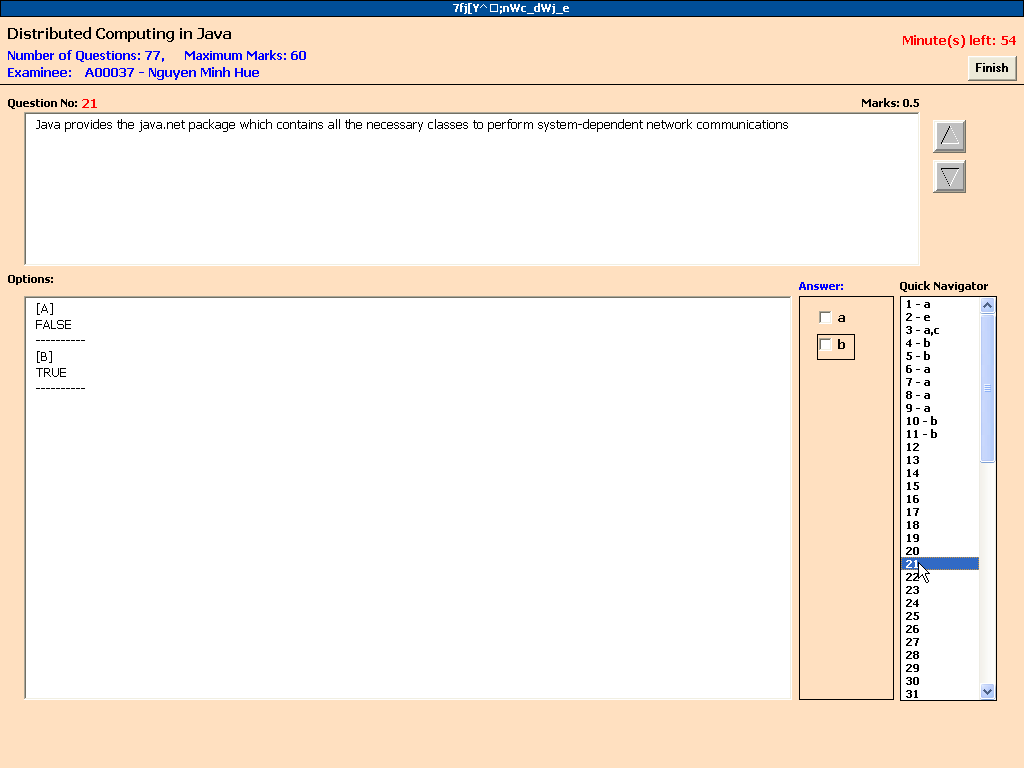 7fj[Y^ □;nWc_dWj_e
Distributed Computing in Java
Number of Questions: 77, Maximum Marks: 60
Minute(s) left: 54
Examinee: A00037 - Nguyen Minh Hue
Finish
Question No: 21
Marks: 0.5
Java provides the java.net package which contains all the necessary classes to perform system-dependent network communications
Options:
[A]
FALSE
----------
[B]
TRUE
----------
Answer:
a
b
Quick Navigator
1 - a
2 - e
3 - a,c
4 - b
5 - b
6 - a
7 - a
8 - a
9 - a
10 - b
11 - b
12
13
14
15
16
17
18
19
20
21
22
23
24
25
26
27
28
29
30
31